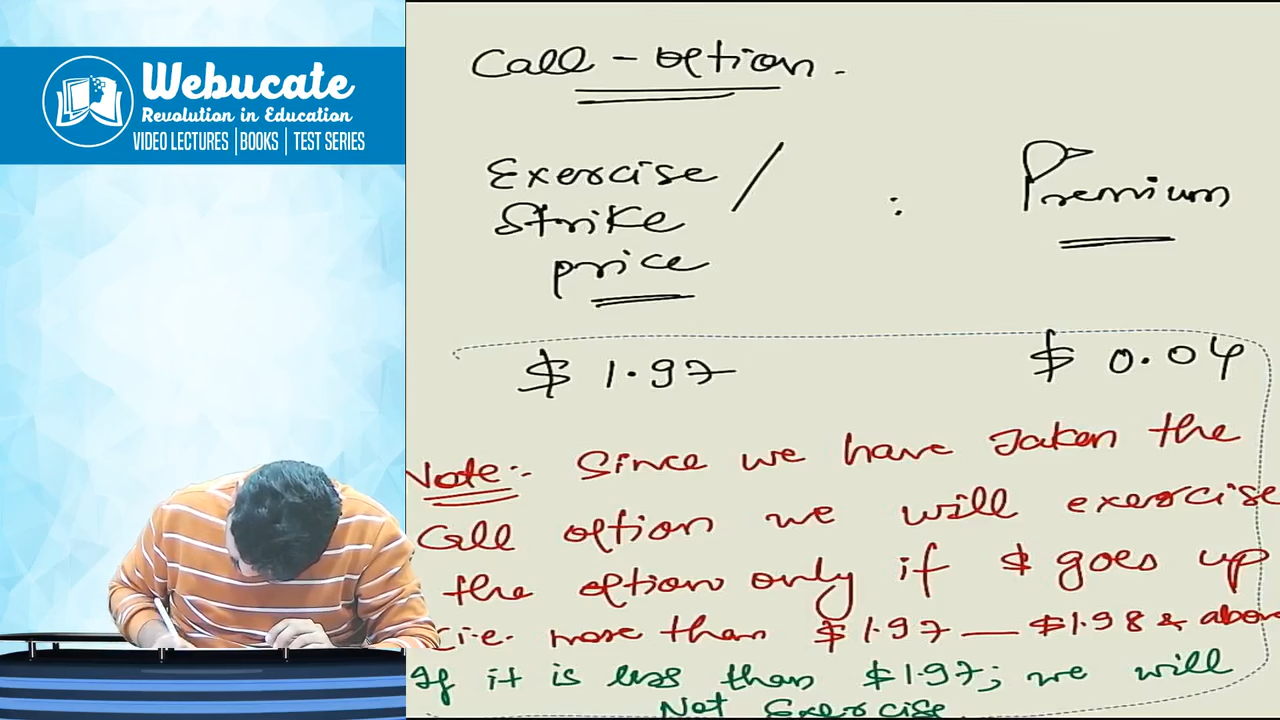 Webucate
Revolution in Education
VIDEO LECTURES | BOOKS | TEST SERIES
Call - option.
Exercise /
Strike
price
: Premium
$ 1.97 $ 0.04
Note:- Since we have Taken the
Call option we will exercise
the option only if $ goes up
(i.e. more than $1.97 — $1.98 & above
If it is less than $1.97; we will
Not Exercise.